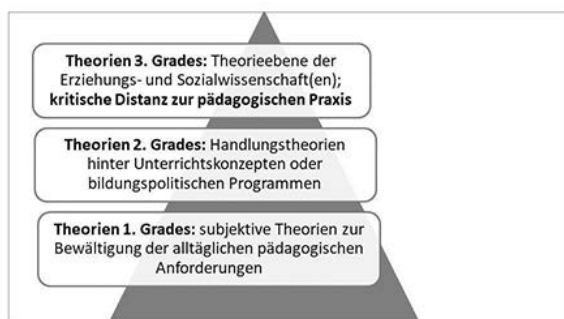 Theorien 3. Grades: Theorieebene der
Erziehungs- und Sozialwissenschaft(en);
kritische Distanz zur pädagogischen Praxis
Theorien 2. Grades: Handlungstheorien
hinter Unterrichtskonzepten oder
bildungspolitischen Programmen
Theorien 1. Grades: subjektive Theorien zur
Bewältigung der alltäglichen pädagogischen
Anforderungen